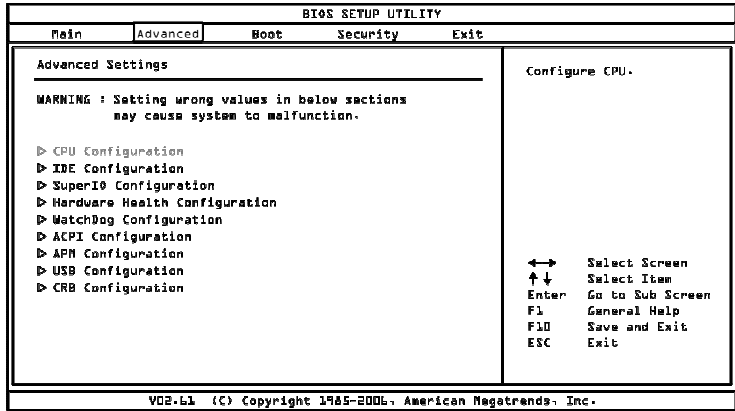 BIOS SETUP UTILITY
Main Advanced Boot Security Exit
Advanced Settings
WARNING : Setting wrong values in below sections
may cause system to malfunction.
▷ CPU Configuration
▷ IDE Configuration
▷ SuperIO Configuration
▷ Hardware Health Configuration
▷ WatchDog Configuration
▷ ACPI Configuration
▷ APM Configuration
▷ USB Configuration
▷ CRB Configuration
Configure CPU.
←→ Select Screen
↑↓ Select Item
Enter Go to Sub Screen
F1 General Help
F10 Save and Exit
ESC Exit
V02.61 (C) Copyright 1985-2006, American Megatrends, Inc.